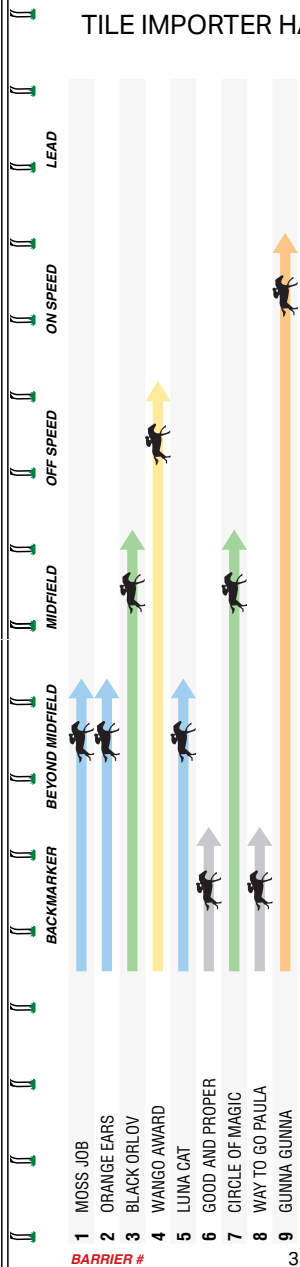 TILE IMPORTER HA
LEAD
ON SPEED
OFF SPEED
MIDFIELD
BEYOND MIDFIELD
BACKMARKER
1 MOSS JOB
2 ORANGE EARS
3 BLACK ORLOV
4 WANGO AWARD
5 LUNA CAT
6 GOOD AND PROPER
7 CIRCLE OF MAGIC
8 WAY TO GO PAULA
9 GUNNA GUNNA
BARRIER #
3